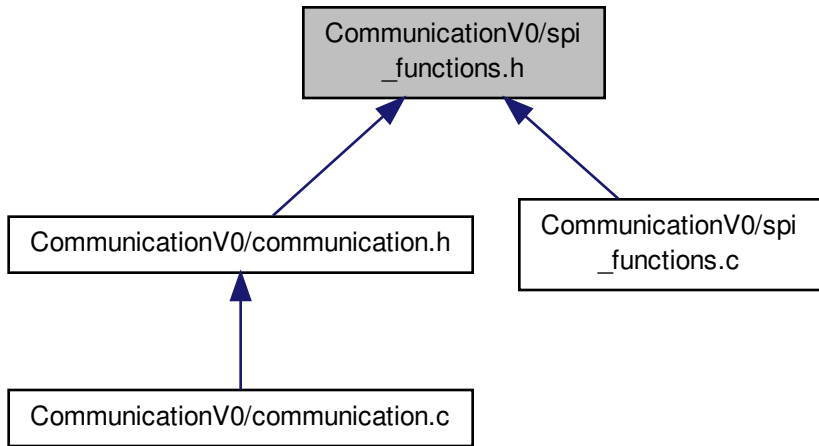 CommunicationV0/spi
_functions.h
CommunicationV0/communication.h
CommunicationV0/spi
_functions.c
CommunicationV0/communication.c